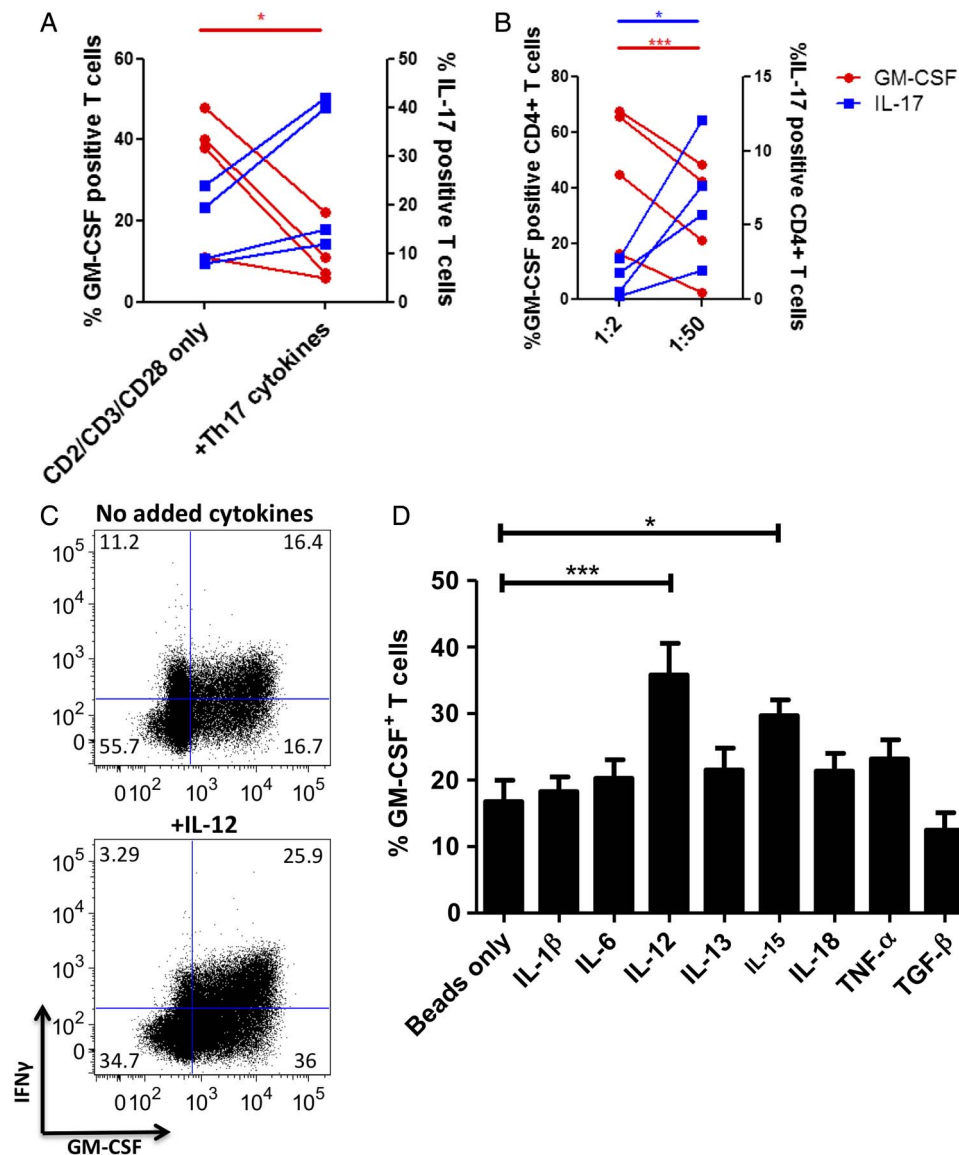 A
*
% GM-CSF positive T cells
60
40
20
0
50
40
30
20
10
0
% IL-17 positive T cells
CD2/CD3/CD28 only
+Th17 cytokines
B
*
***
%GM-CSF positive CD4+ T cells
80
60
40
20
0
15
10
5
0
%IL-17 positive CD4+ T cells
1:2
1:50
GM-CSF
IL-17
C
No added cytokines
11.2
16.4
55.7
16.7
10⁵
10⁴
10³
10²
0
0 10² 10³ 10⁴ 10⁵
+IL-12
3.29
25.9
34.7
36
10⁵
10⁴
10³
10²
0
0 10² 10³ 10⁴ 10⁵
IFNγ
GM-CSF
D
*
***
% GM-CSF⁺ T cells
50
40
30
20
10
0
Beads only
IL-1β
IL-6
IL-12
IL-13
IL-15
IL-18
TNF-α
TGF-β